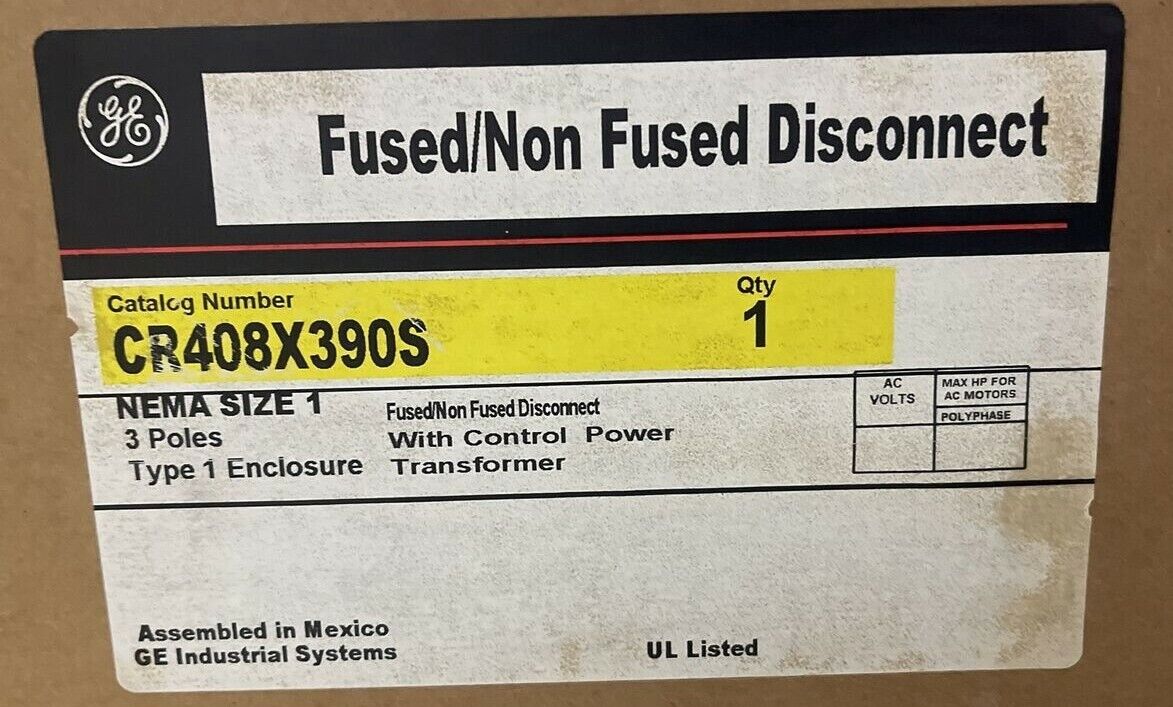 GE
Fused/Non Fused Disconnect
Catalog Number
Qty
CR408X390S
1
NEMA SIZE 1
3 Poles
Type 1 Enclosure
Fused/Non Fused Disconnect
With Control Power
Transformer
AC
VOLTS
MAX HP FOR
AC MOTORS
POLYPHASE
Assembled in Mexico
GE Industrial Systems
UL Listed